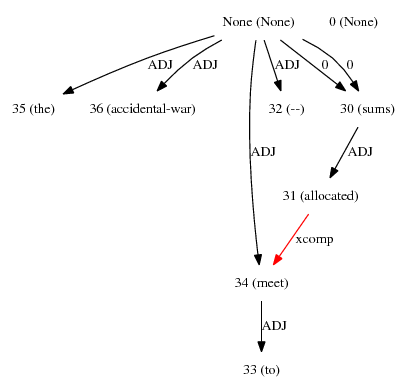 None (None) 0 (None)
ADJ ADJ ADJ 0 0
35 (the) 36 (accidental-war) 32 (--) 30 (sums)
ADJ ADJ
31 (allocated)
xcomp
34 (meet)
ADJ
33 (to)